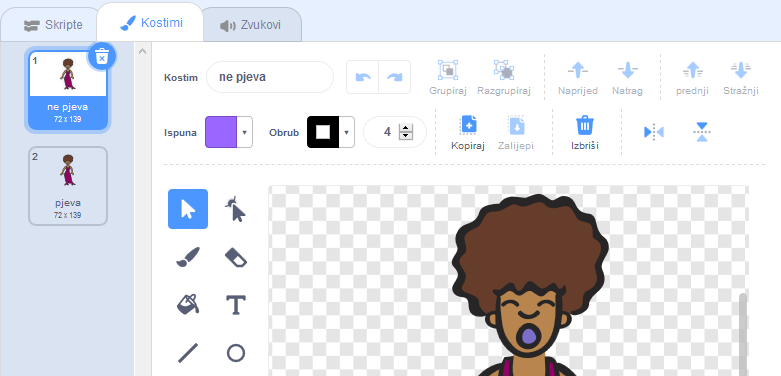 Skripte Kostimi Zvukovi
1
ne pjeva
72 x 139
2
pjeva
72 x 139
Kostim ne pjeva
Grupiraj Razgrupiraj Naprijed Natrag prednji Stražnji
Ispuna Obrub 4
Kopiraj Zalijepi Izbriši
T